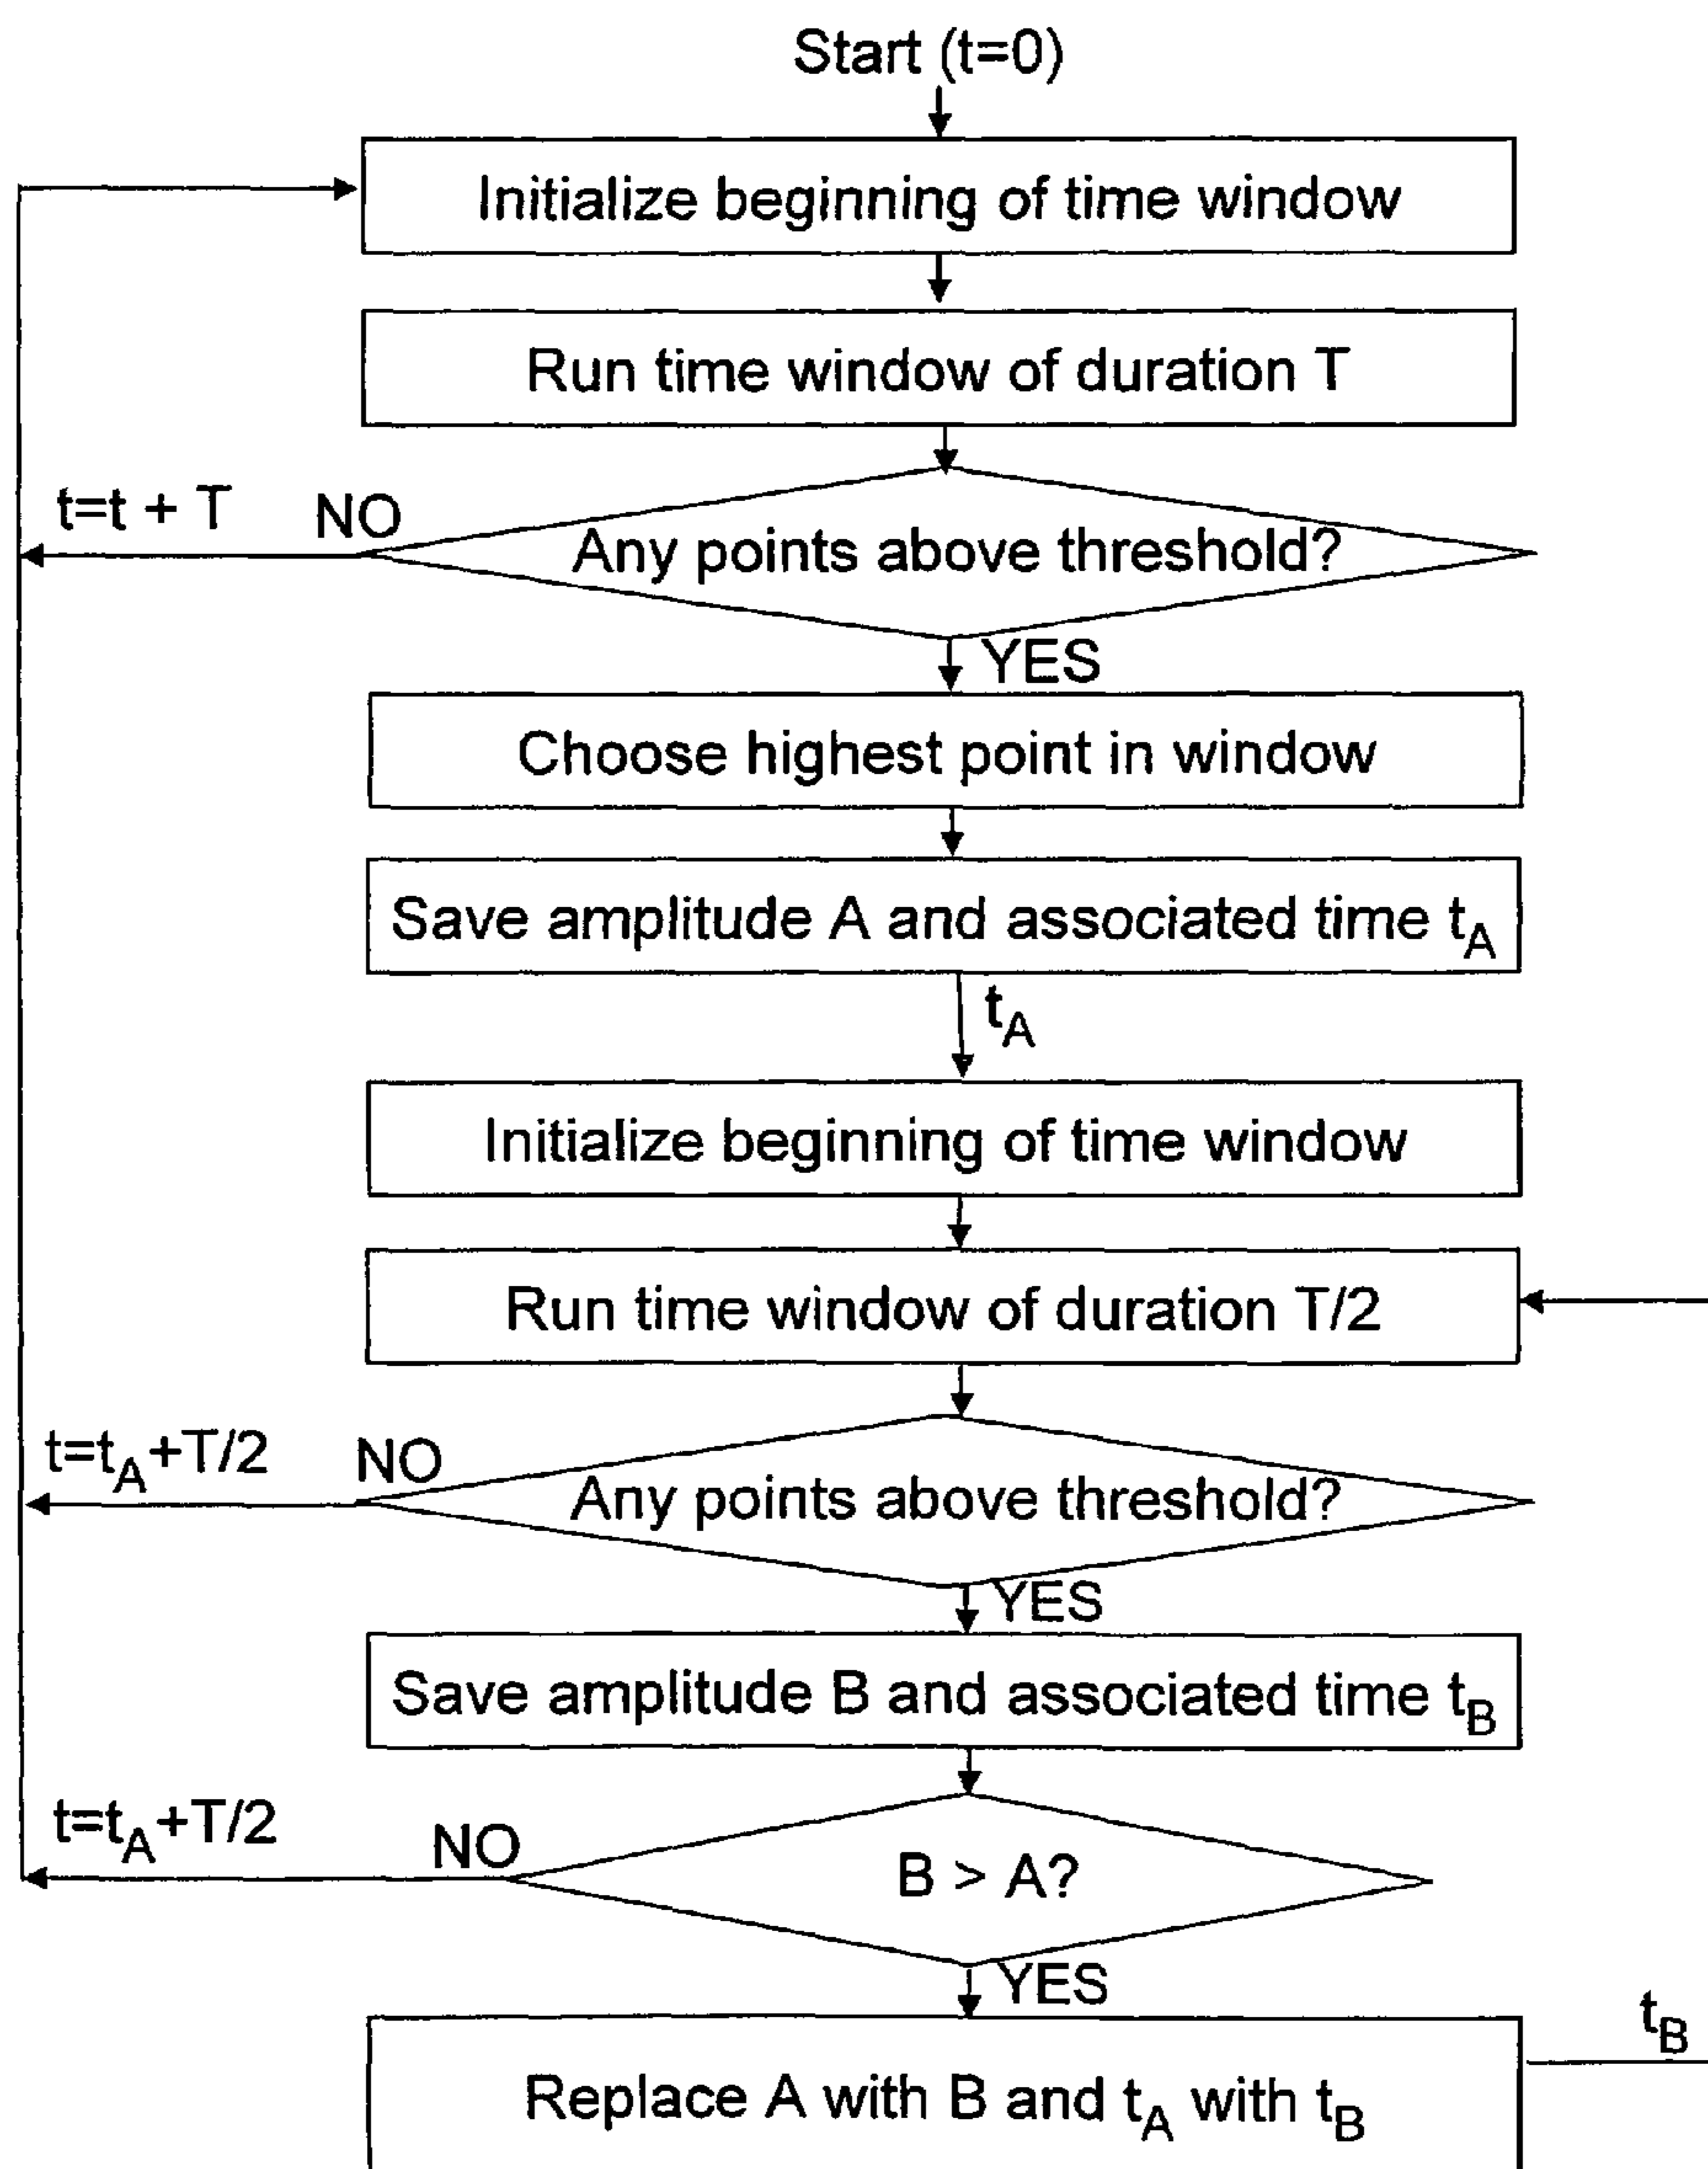 Start (t=0)
Initialize beginning of time window
Run time window of duration T
t=t + T NO
Any points above threshold?
YES
Choose highest point in window
Save amplitude A and associated time tA
tA
Initialize beginning of time window
Run time window of duration T/2
t=tA+T/2 NO
Any points above threshold?
YES
Save amplitude B and associated time tB
t=tA+T/2 NO
B > A?
YES
tB
Replace A with B and tA with tB